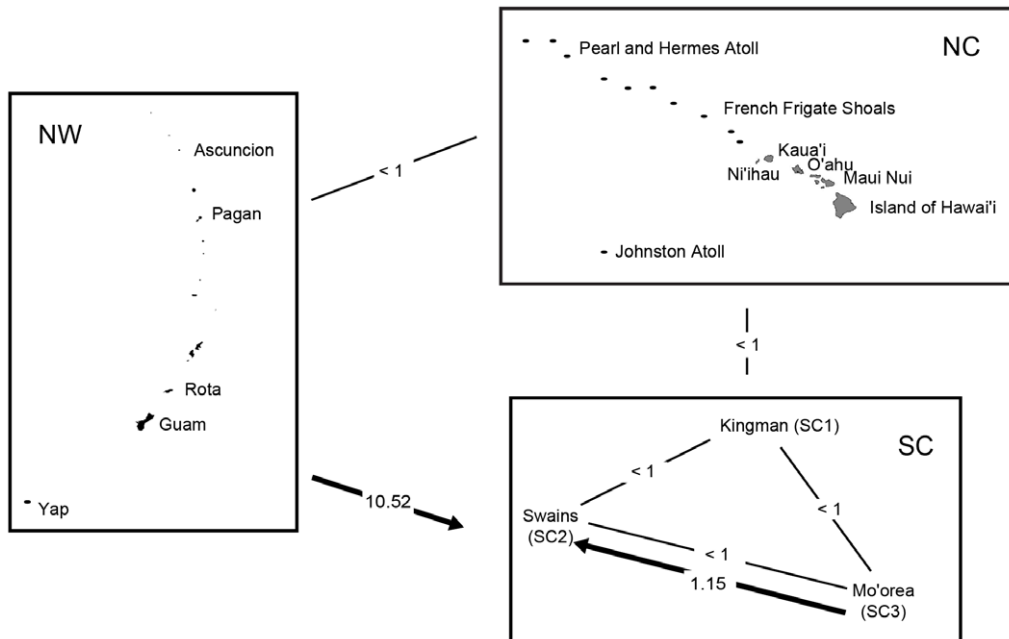 NW
Ascuncion
Pagan
Rota
Guam
Yap
< 1
Pearl and Hermes Atoll
NC
French Frigate Shoals
Kaua'i
O'ahu
Ni'ihau
Maui Nui
Island of Hawai'i
Johnston Atoll
< 1
10.52
Kingman (SC1)
SC
< 1
< 1
Swains
(SC2)
< 1
1.15
Mo'orea
(SC3)